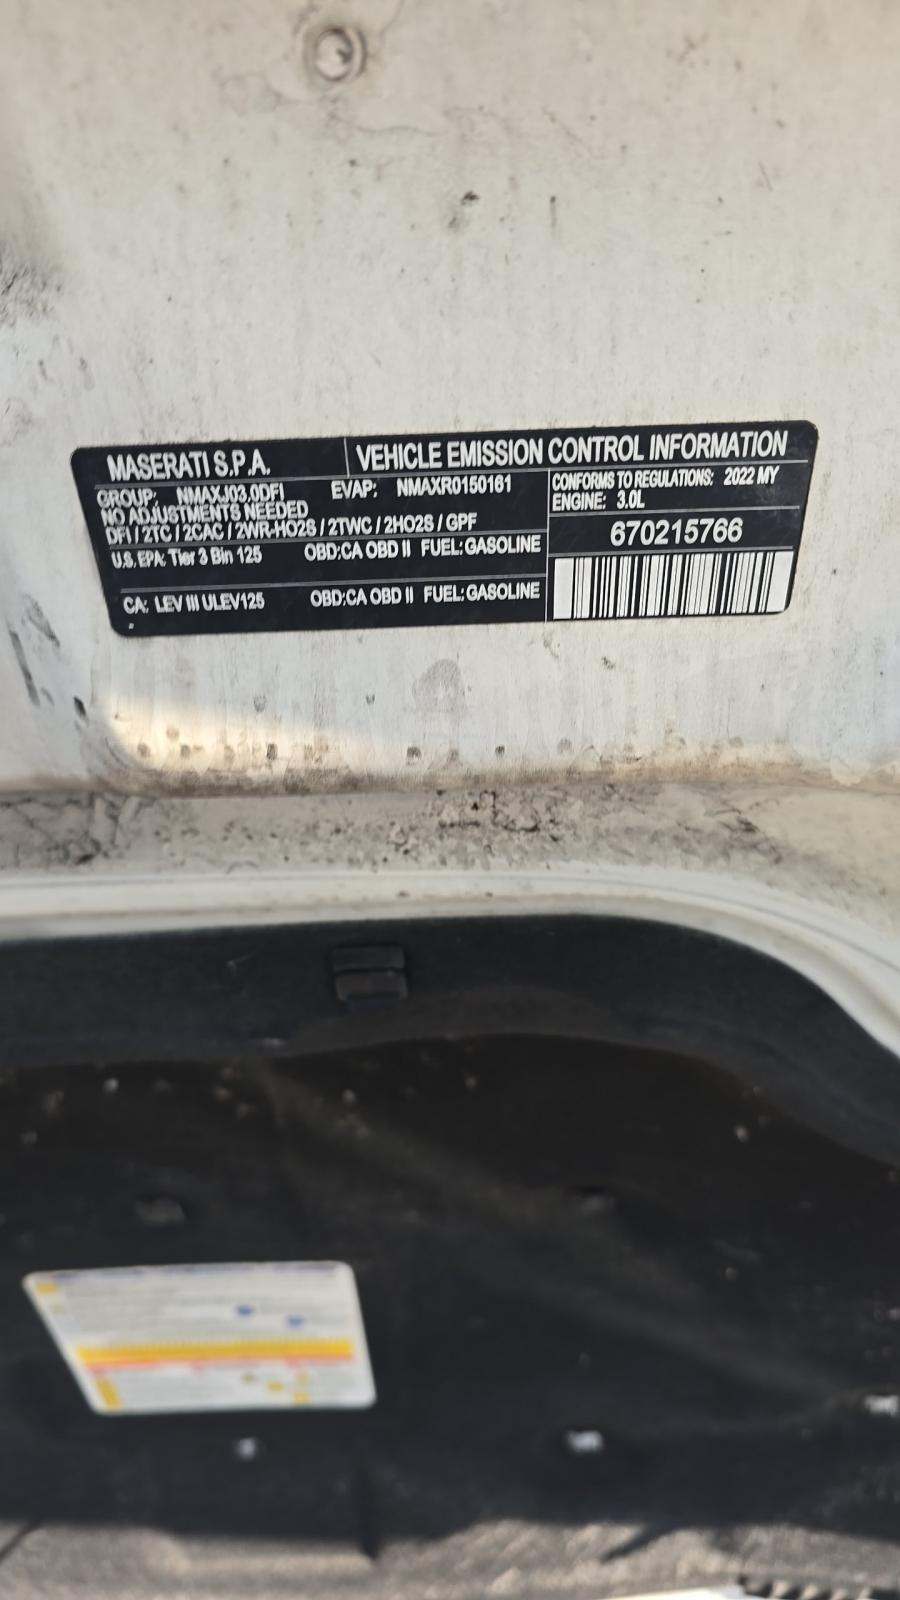 MASERATI S.P.A.
VEHICLE EMISSION CONTROL INFORMATION
GROUP: NMAXJ03.0DFI EVAP: NMAXR0150161
NO ADJUSTMENTS NEEDED
DFI / 2TC / 2CAC / 2WR-HO2S / 2TWC / 2HO2S / GPF
U.S. EPA: Tier 3 Bin 125 OBD:CA OBD II FUEL:GASOLINE
CA: LEV III ULEV125 OBD:CA OBD II FUEL:GASOLINE
CONFORMS TO REGULATIONS: 2022 MY
ENGINE: 3.0L
670215766